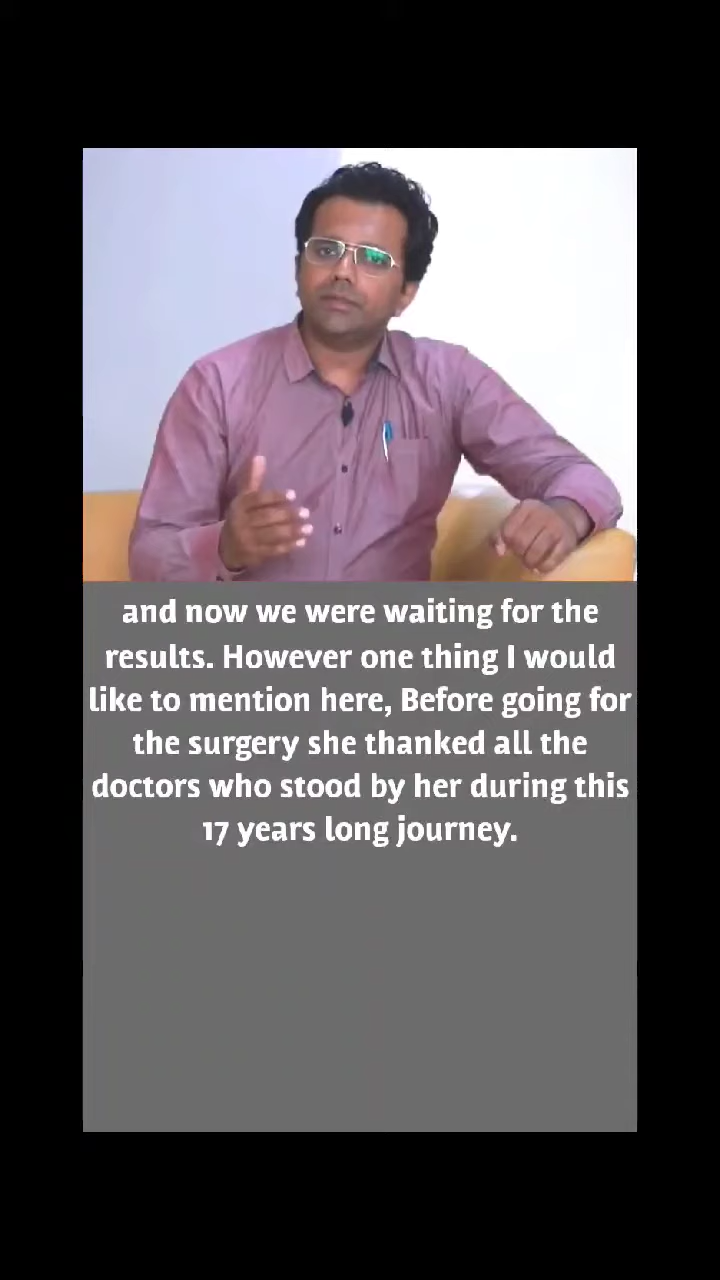 and now we were waiting for the
results. However one thing I would
like to mention here, Before going for
the surgery she thanked all the
doctors who stood by her during this
17 years long journey.